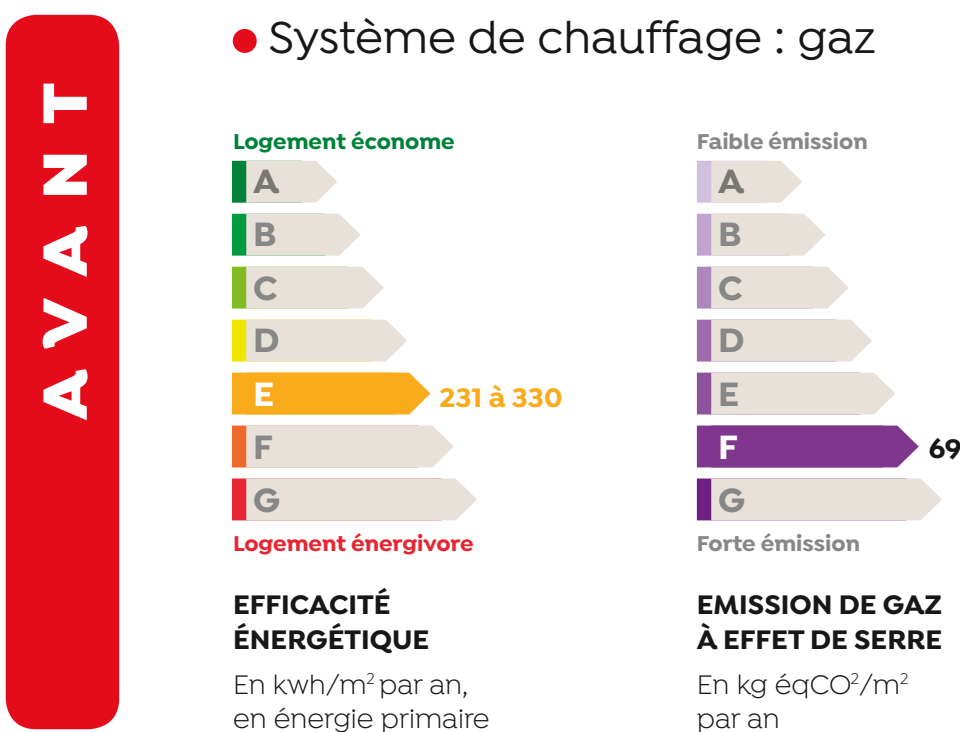 AVANT
• Système de chauffage : gaz
Logement économe
A
B
C
D
E 231 à 330
F
G
Logement énergivore
EFFICACITÉ
ÉNERGÉTIQUE
En kwh/m² par an,
en énergie primaire
Faible émission
A
B
C
D
E
F 69
G
Forte émission
EMISSION DE GAZ
À EFFET DE SERRE
En kg éqCO²/m²
par an